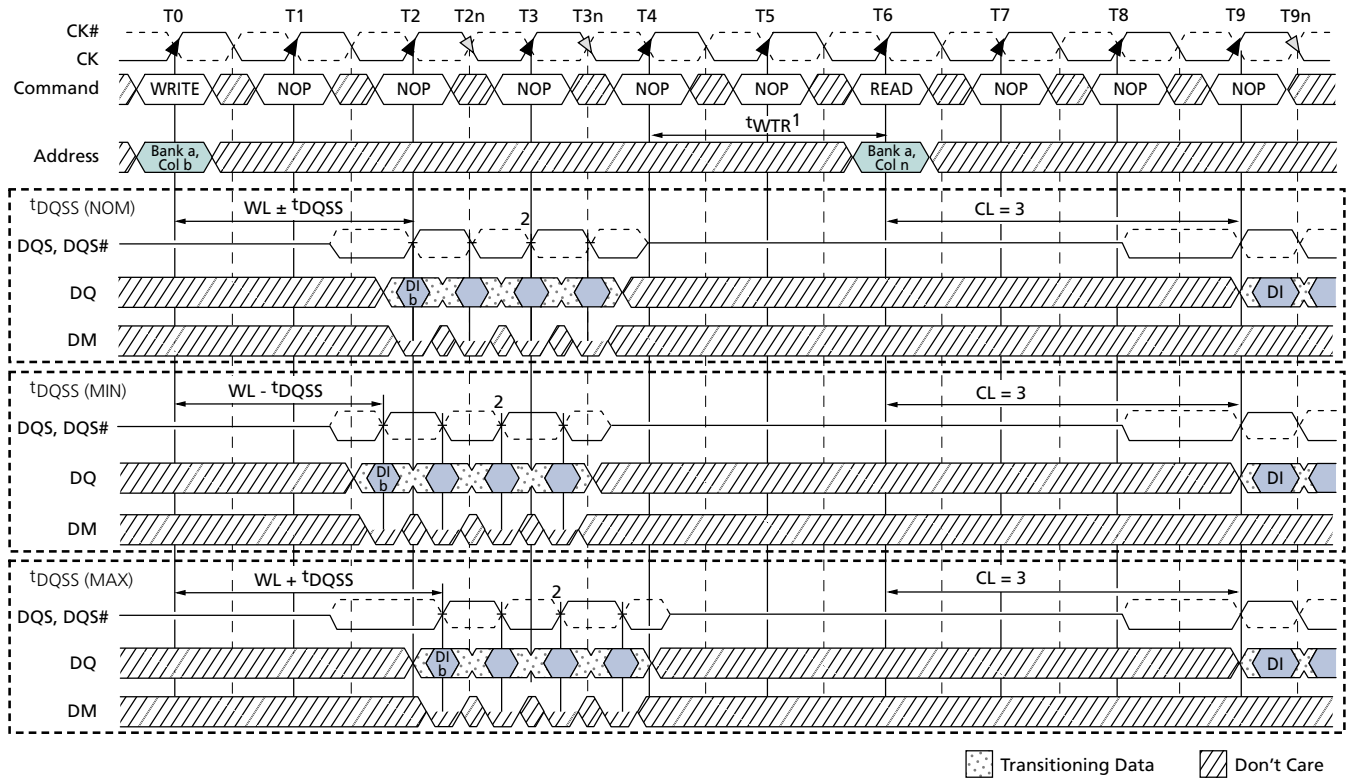 T0 T1 T2 T2n T3 T3n T4 T5 T6 T7 T8 T9 T9n
CK#
CK
Command WRITE NOP NOP NOP NOP NOP READ NOP NOP NOP
tWTR1
Address Bank a, Col b Bank a, Col n
tDQSS (NOM) WL ± tDQSS CL = 3
2
DQS, DQS#
DQ DI b DI
DM
tDQSS (MIN) WL - tDQSS CL = 3
2
DQS, DQS#
DQ DI b DI
DM
tDQSS (MAX) WL + tDQSS CL = 3
2
DQS, DQS#
DQ DI b DI
DM
Transitioning Data Don't Care